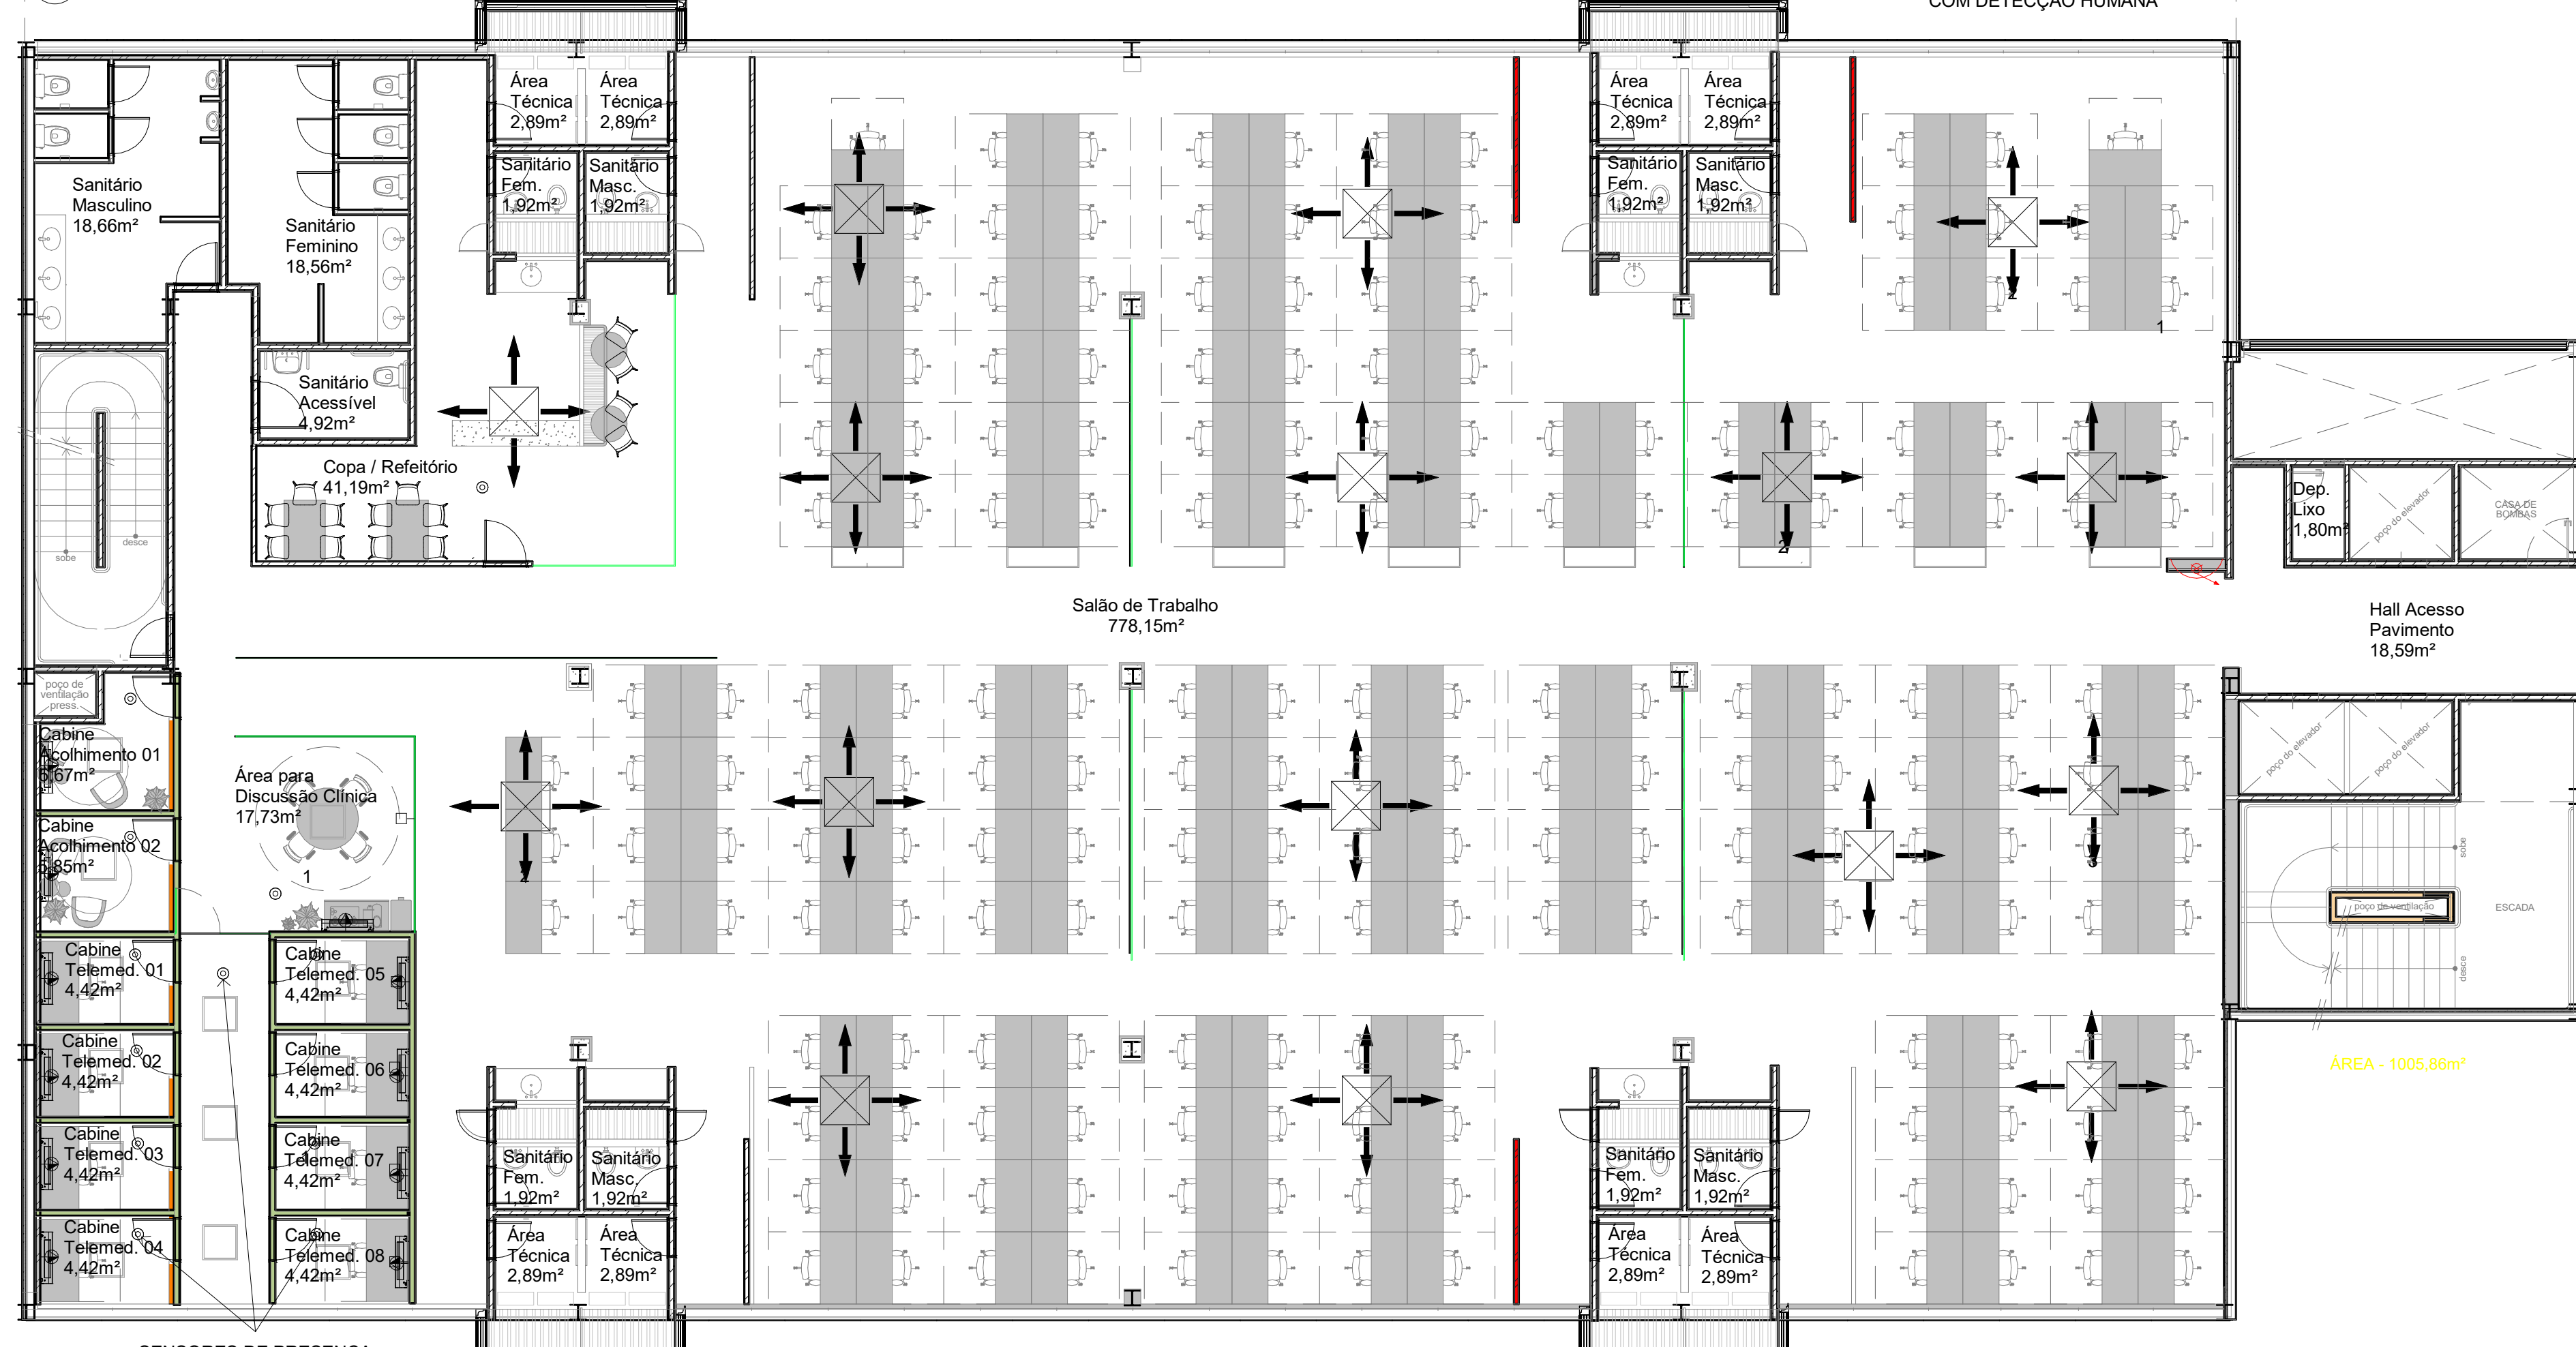 COM DETECÇÃO HUMANA
Área
Técnica
2,89m²
Área
Técnica
2,89m²
Área
Técnica
2,89m²
Área
Técnica
2,89m²
Sanitário
Masculino
18,66m²
Sanitário
Feminino
18,56m²
Sanitário
Fem.
1,92m²
Sanitário
Masc.
1,92m²
Sanitário
Fem.
1,92m²
Sanitário
Masc.
1,92m²
2
1
Sanitário
Acessível
4,92m²
Copa / Refeitório
41,19m²
sobe
desce
2
Dep.
Lixo
1,80m²
poço do elevador
CASA DE
BOMBAS
Salão de Trabalho
778,15m²
Hall Acesso
Pavimento
18,59m²
poço de
ventilação
press.
Cabine
Acolhimento 01
6,67m²
Área para
Discussão Clínica
17,73m²
1
Cabine
Acolhimento 02
poço do elevador
poço do elevador
sobe
poço de ventilação
ESCADA
desce
Cabine
Telemed. 01
4,42m²
Cabine
Telemed. 05
4,42m²
Cabine
Telemed. 02
4,42m²
Cabine
Telemed. 06
4,42m²
ÁREA - 1005,86m²
Cabine
Telemed. 03
4,42m²
Cabine
Telemed. 07
4,42m²
Sanitário
Fem.
1,92m²
Sanitário
Masc.
1,92m²
Sanitário
Fem.
1,92m²
Sanitário
Masc.
1,92m²
Cabine
Telemed. 04
4,42m²
Cabine
Telemed. 08
4,42m²
Área
Técnica
2,89m²
Área
Técnica
2,89m²
Área
Técnica
2,89m²
Área
Técnica
2,89m²
SENSORES DE PRESENÇA